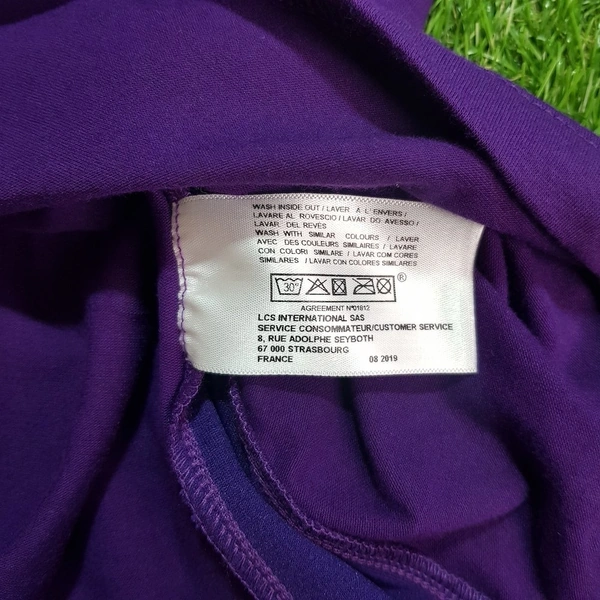 WASH INSIDE OUT / LAVER A L'ENVERS /
LAVARE AL ROVESCIO / LAVAR DO AVESSO /
LAVAR DEL REVÉS
WASH WITH SIMILAR COLOURS / LAVER
AVEC DES COULEURS SIMILAIRES / LAVARE
CON COLORI SIMILARE / LAVAR COM CORES
SIMILARES / LAVAR CON COLORES SIMILARES
30° ®
AGREEMENT N°01812
LCS INTERNATIONAL SAS
SERVICE CONSOMMATEUR/CUSTOMER SERVICE
8, RUE ADOLPHE SEYBOTH
67 000 STRASBOURG
FRANCE 08 2019